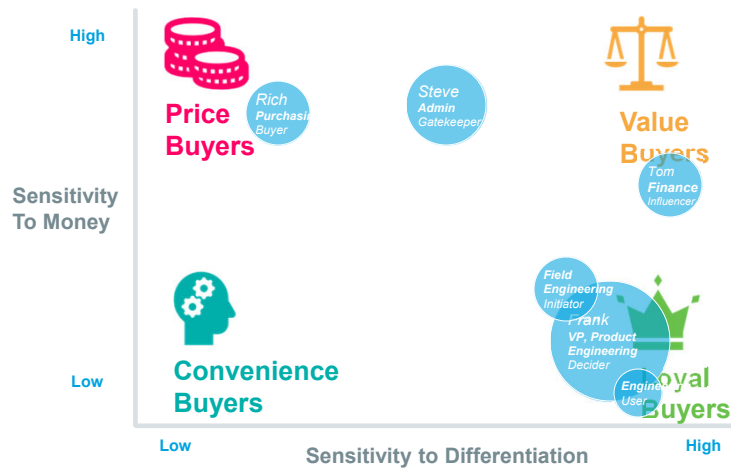 High
Price
Buyers
Rich
Purchasin
Buyer
Steve
Admin
Gatekeeper
Value
Buyers
Tom
Finance
Influencer
Sensitivity
To Money
Field
Engineering
Initiator
Frank
VP, Product
Engineering
Decider
Convenience
Buyers
Loyal
Buyers
User
Low
Low
High
Sensitivity to Differentiation